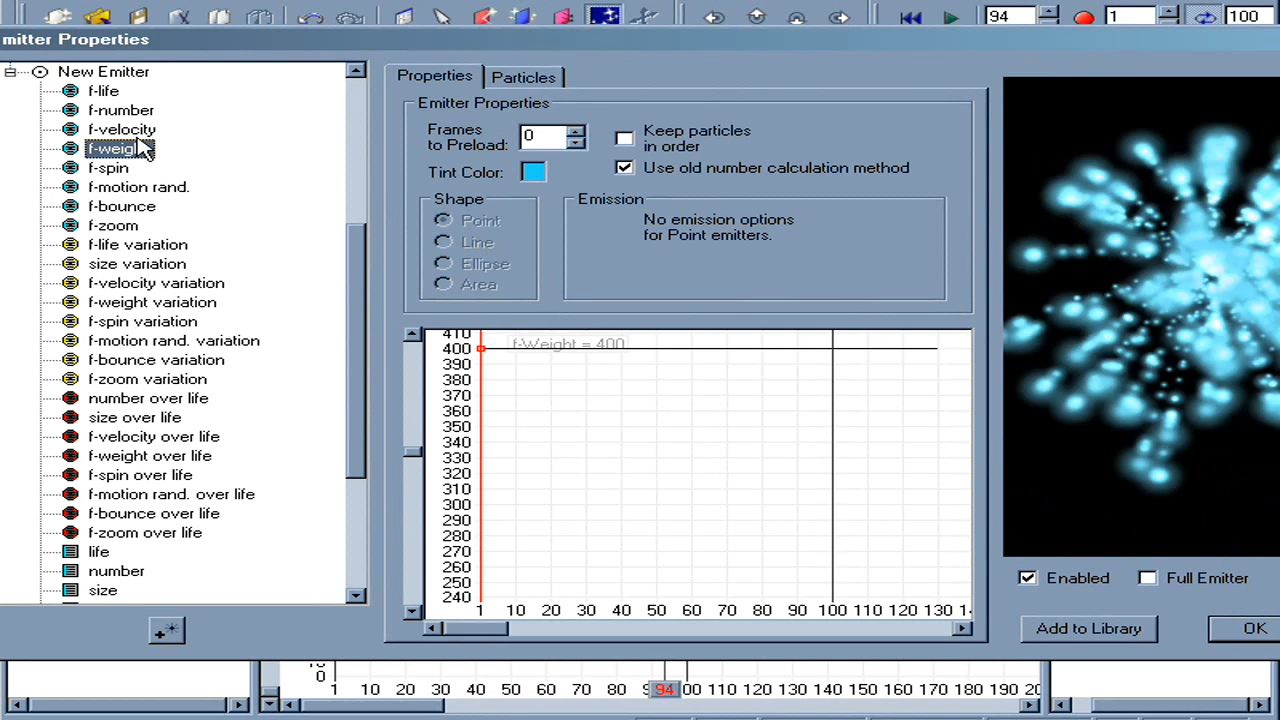 94
1
100
mitter Properties
New Emitter
f-life
f-number
f-velocity
f-weig
f-spin
f-motion rand.
f-bounce
f-zoom
f-life variation
size variation
f-velocity variation
f-weight variation
f-spin variation
f-motion rand. variation
f-bounce variation
f-zoom variation
number over life
size over life
f-velocity over life
f-weight over life
f-spin over life
f-motion rand. over life
f-bounce over life
f-zoom over life
life
number
size
Properties
Particles
Emitter Properties
Frames
to Preload:
0
Keep particles
in order
Tint Color:
Use old number calculation method
Shape
Point
Line
Ellipse
Area
Emission
No emission options
for Point emitters.
f-Weight = 400
410
400
390
380
370
360
350
340
330
320
310
300
290
280
270
260
250
240
1 10 20 30 40 50 60 70 80 90 100 110 120 130 1
Enabled
Full Emitter
Add to Library
OK
0
1 10 20 30 40 50 60 70 80 9 94 00 110 120 130 140 150 160 170 180 190 20